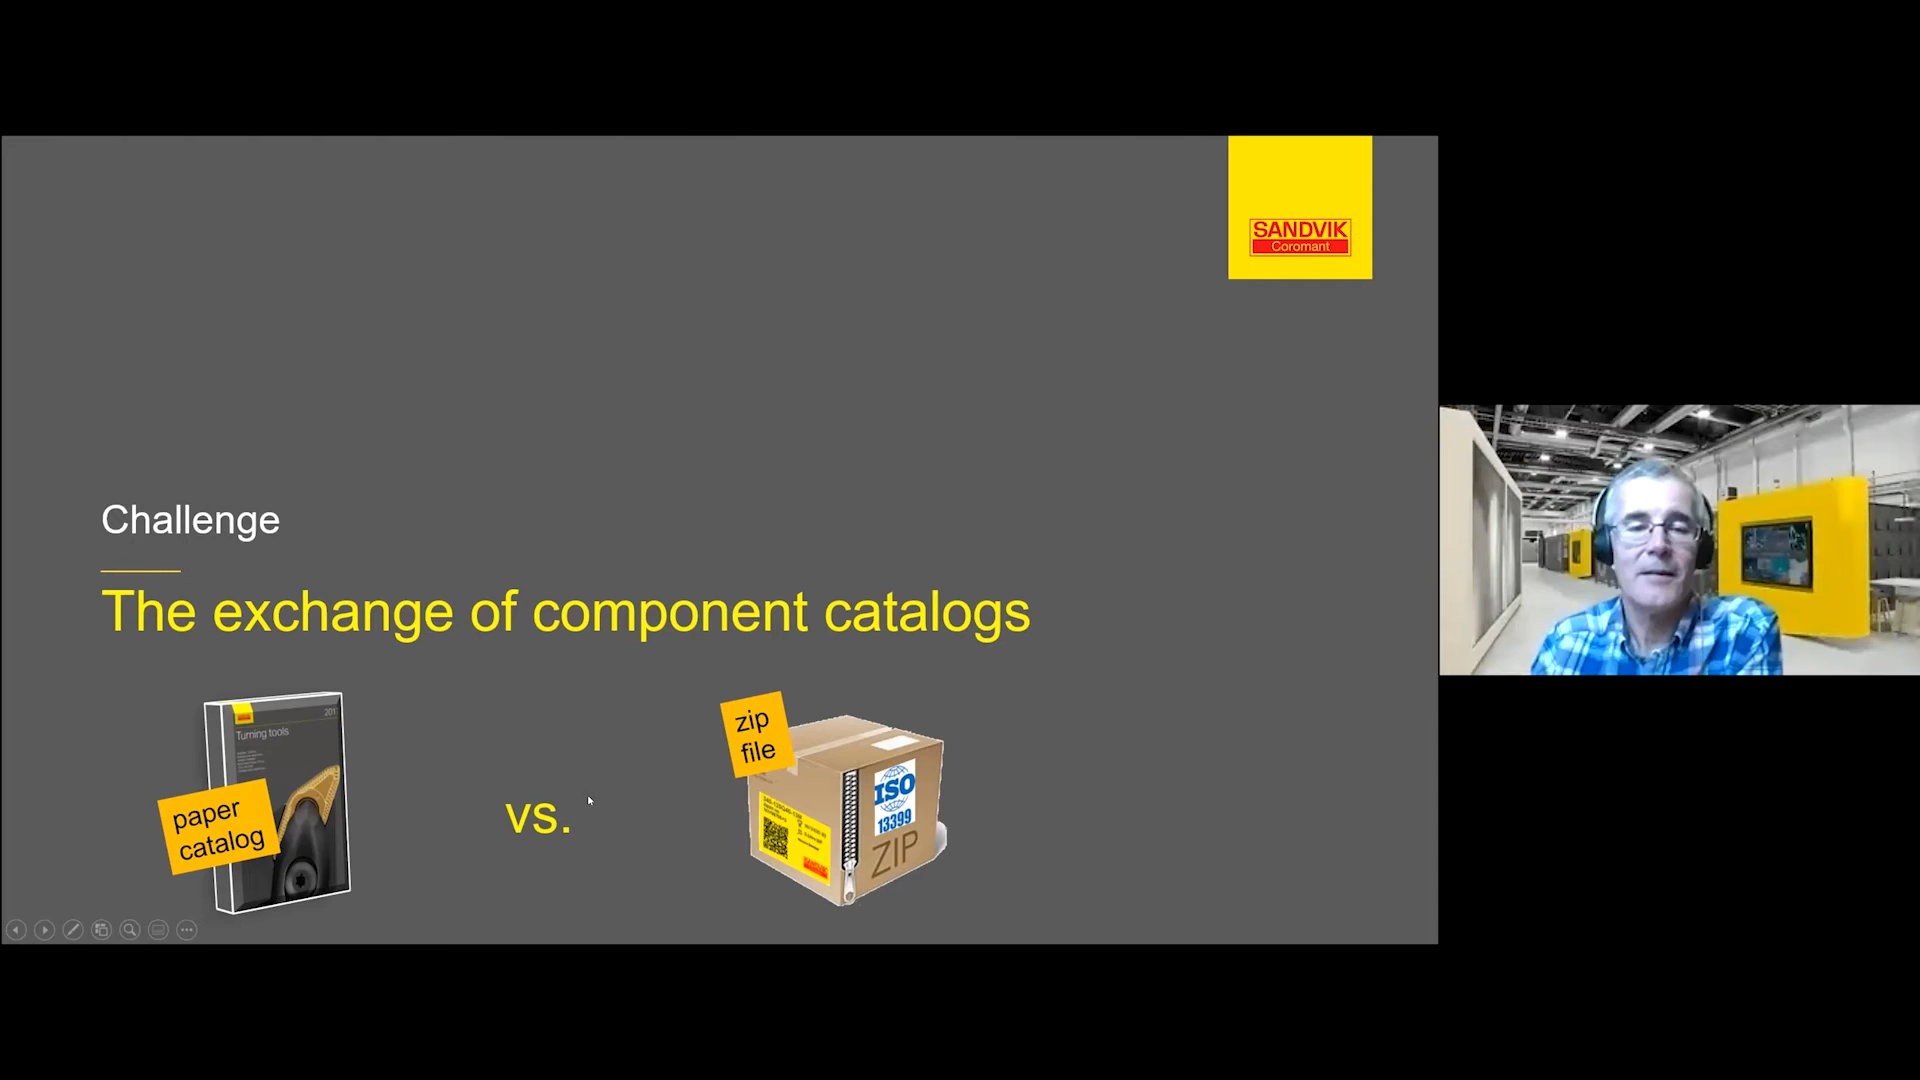 SANDVIK
Coromant
Challenge
The exchange of component catalogs
201
Turning tools
paper
catalog
vs.
zip
file
ISO
13399
ZIP
SANDVIK